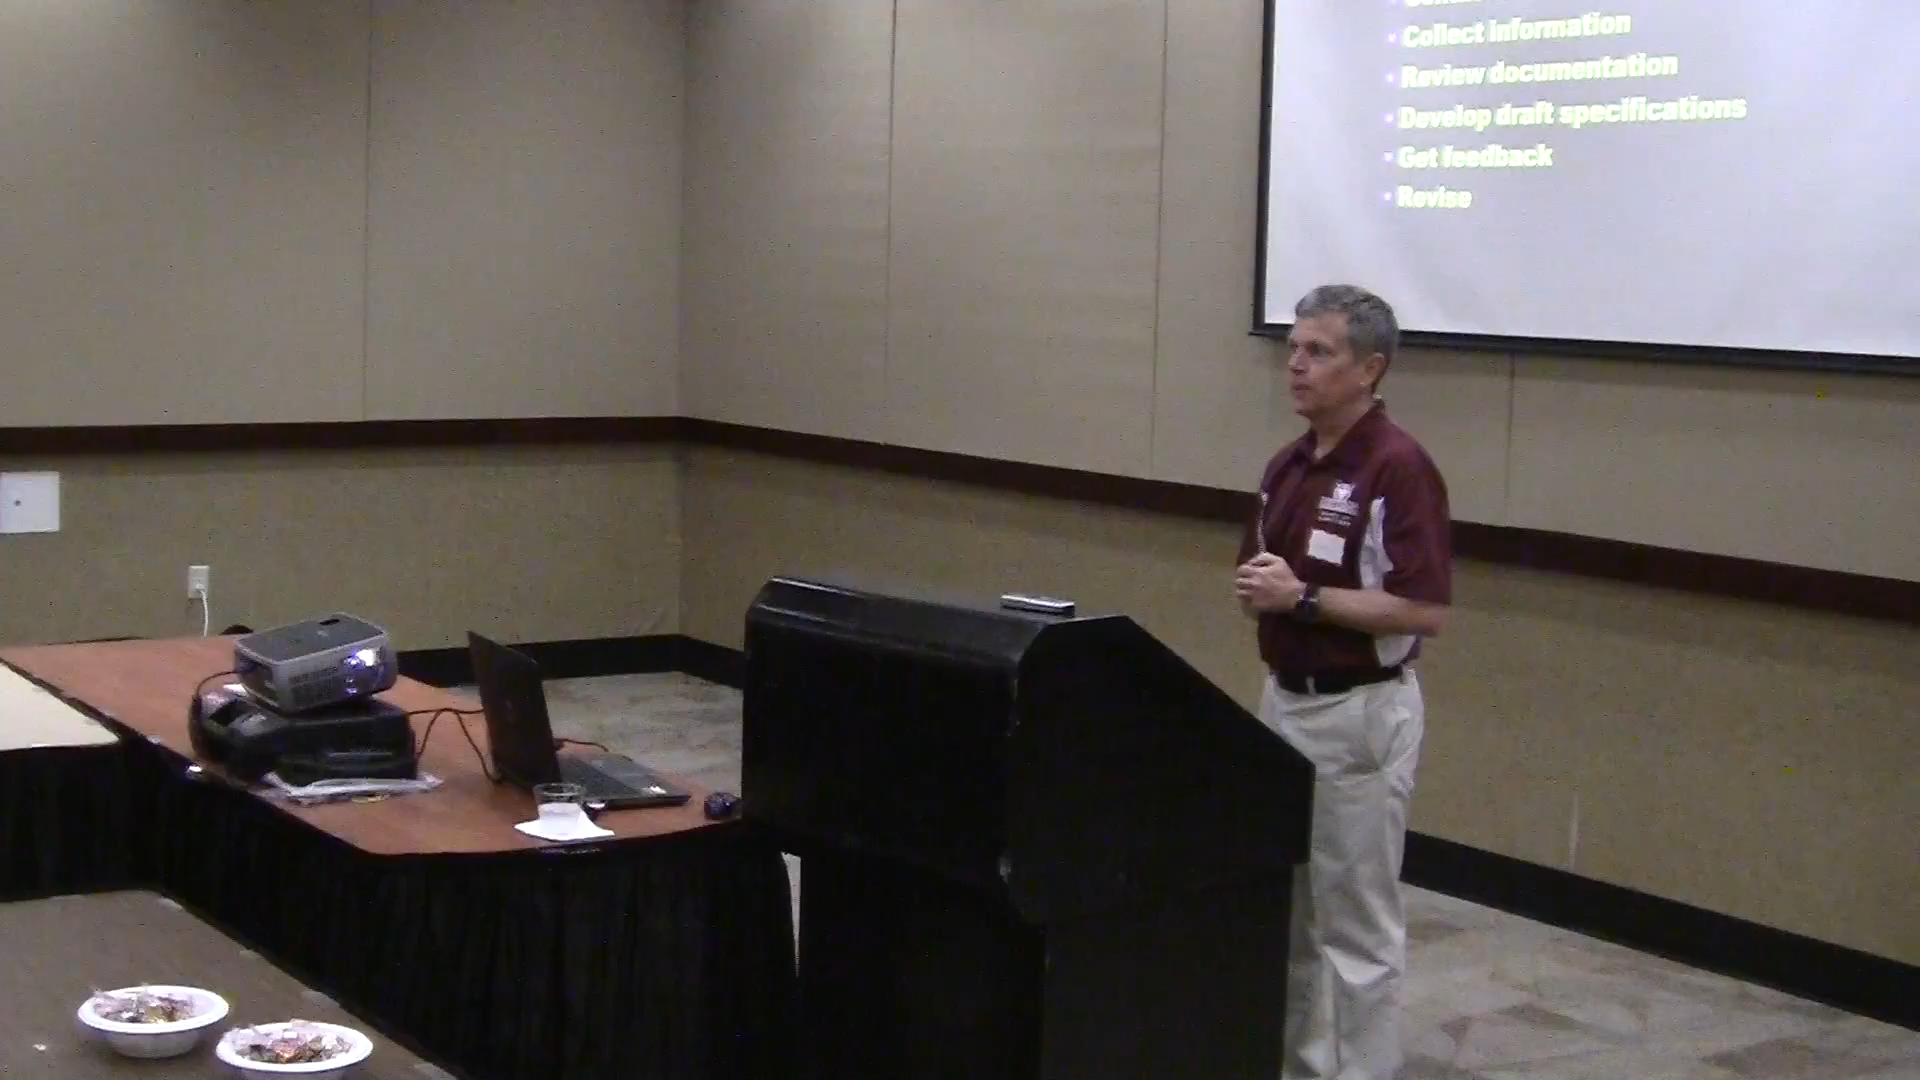 • Collect information
• Review documentation
• Develop draft specifications
• Get feedback
• Revise